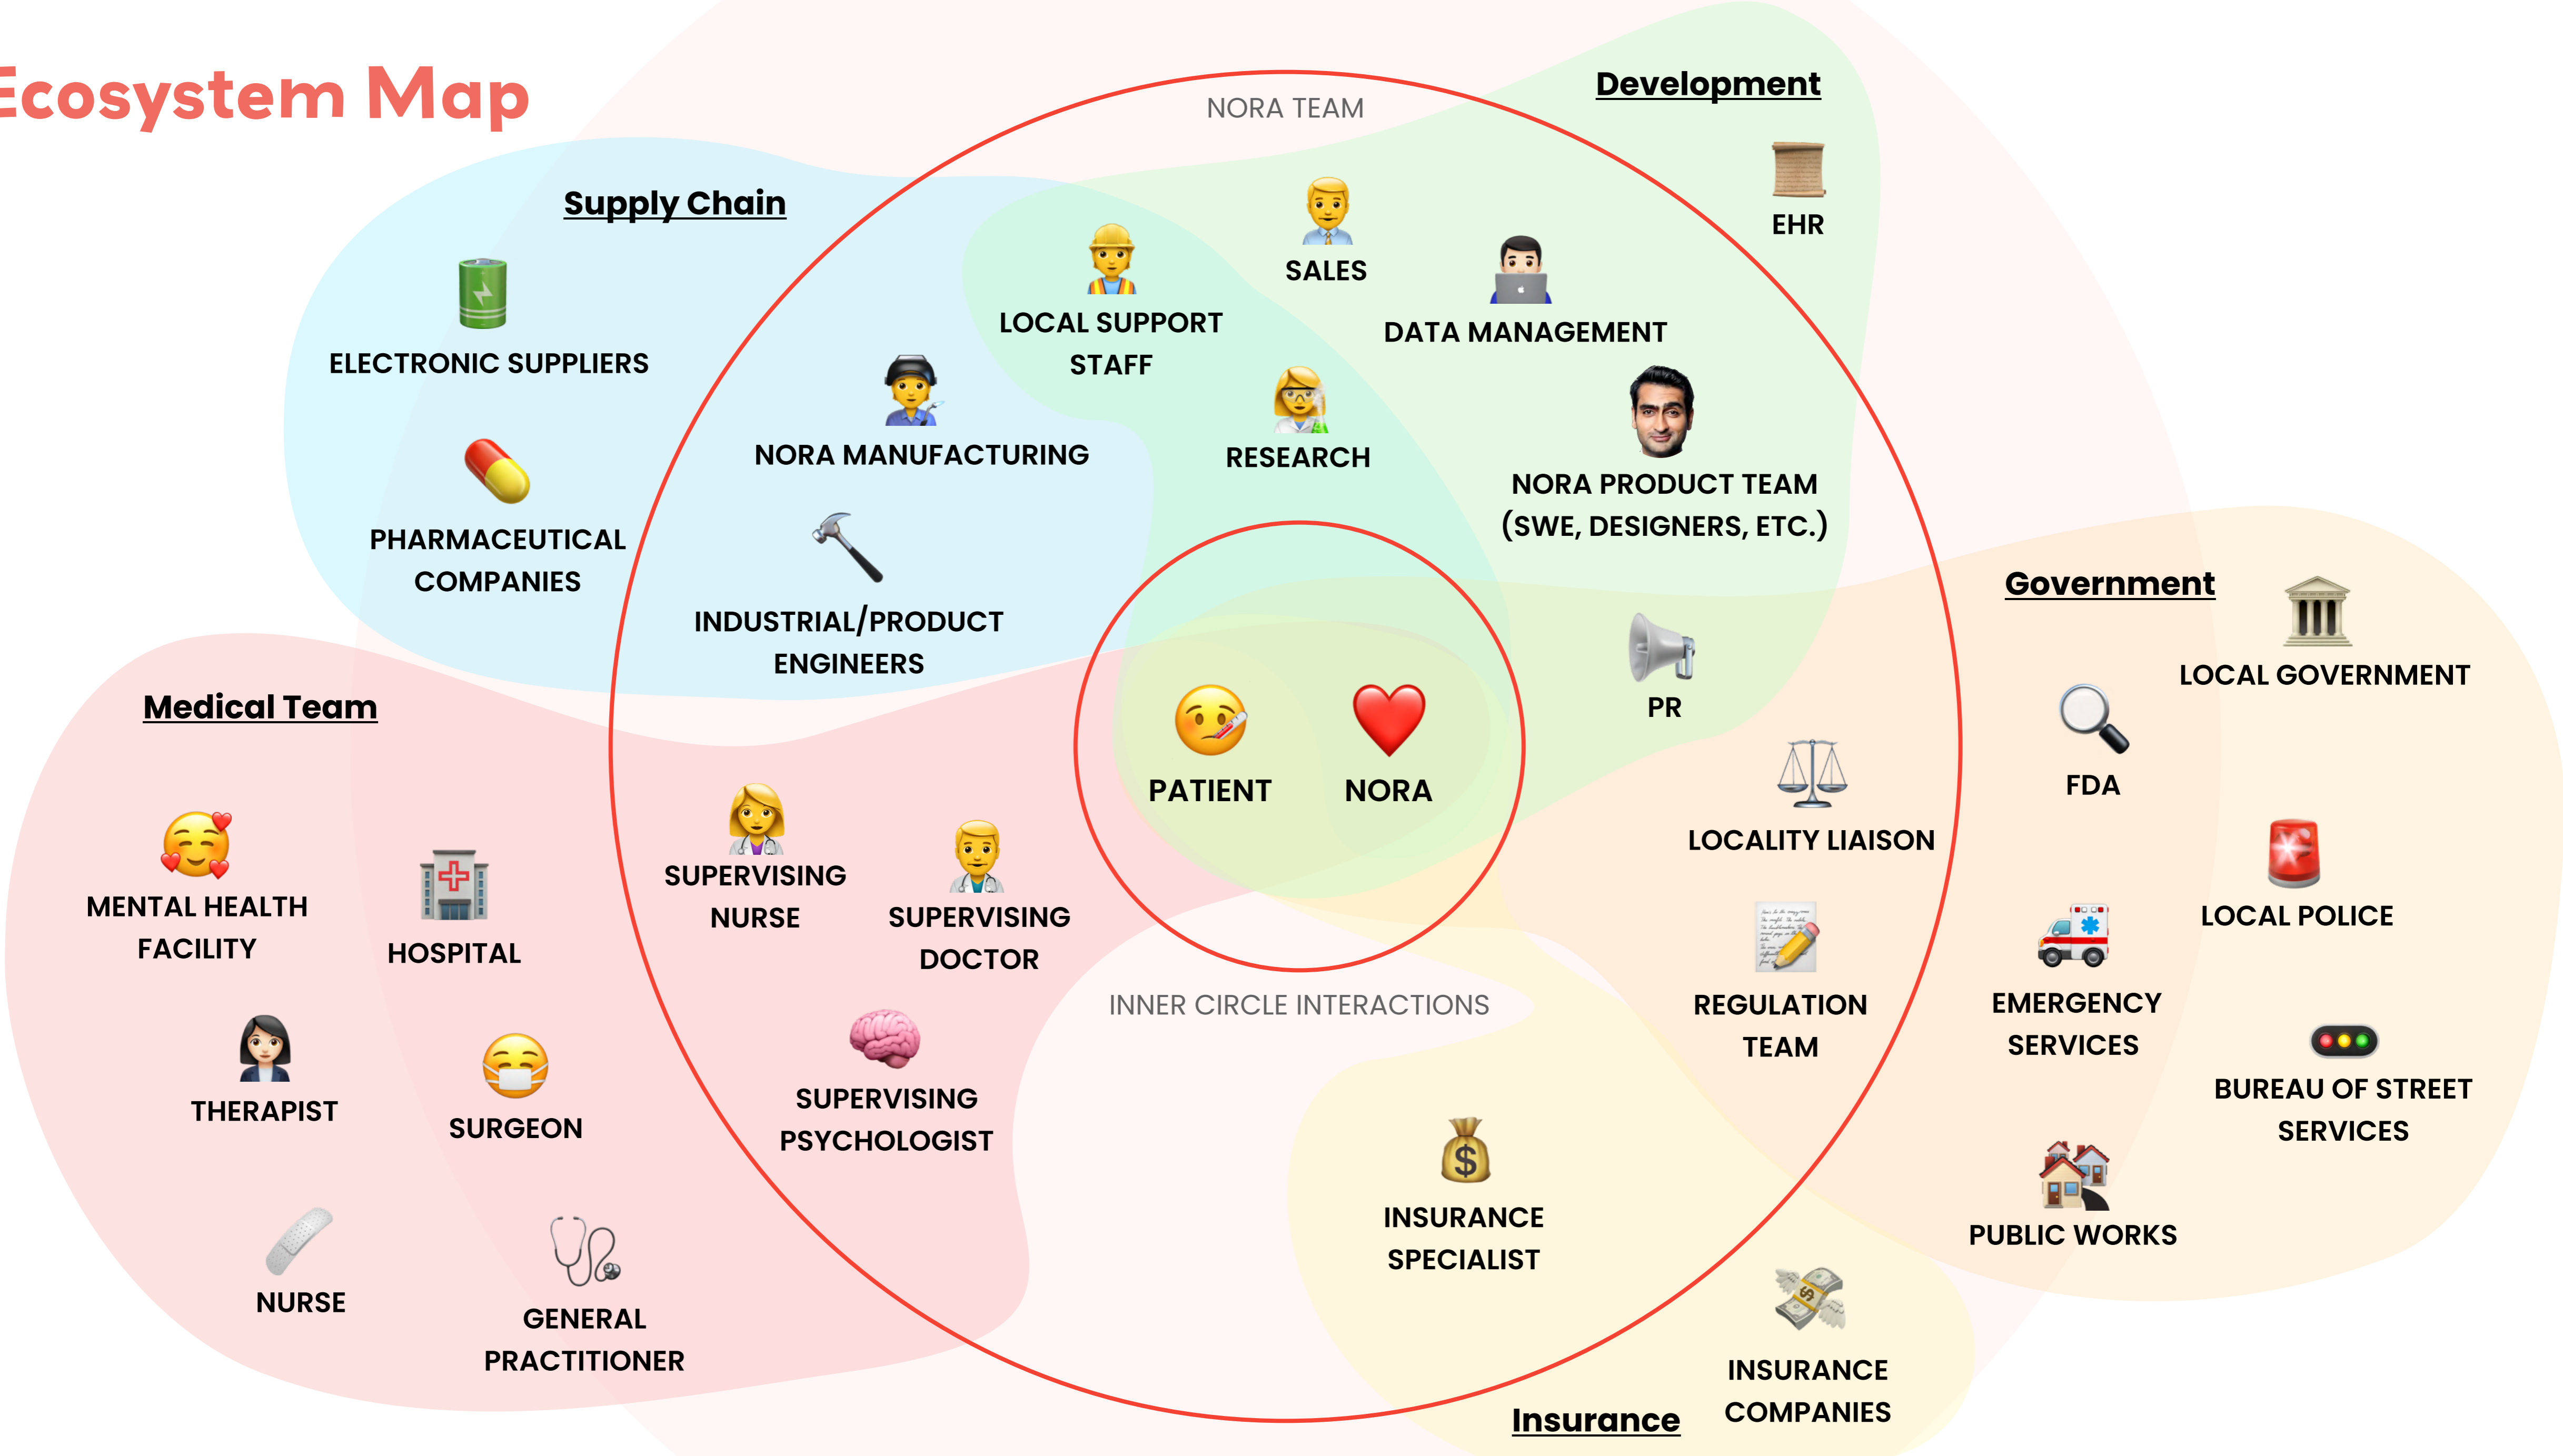 Ecosystem Map
NORA TEAM
Development
EHR
Supply Chain
SALES
LOCAL SUPPORT
STAFF
DATA MANAGEMENT
ELECTRONIC SUPPLIERS
NORA MANUFACTURING
RESEARCH
NORA PRODUCT TEAM
(SWE, DESIGNERS, ETC.)
PHARMACEUTICAL
COMPANIES
INDUSTRIAL/PRODUCT
ENGINEERS
Government
LOCAL GOVERNMENT
Medical Team
PR
PATIENT
NORA
FDA
LOCALITY LIAISON
MENTAL HEALTH
FACILITY
HOSPITAL
SUPERVISING
NURSE
SUPERVISING
DOCTOR
LOCAL POLICE
INNER CIRCLE INTERACTIONS
REGULATION
TEAM
EMERGENCY
SERVICES
THERAPIST
SURGEON
SUPERVISING
PSYCHOLOGIST
BUREAU OF STREET
SERVICES
INSURANCE
SPECIALIST
PUBLIC WORKS
NURSE
GENERAL
PRACTITIONER
INSURANCE
COMPANIES
Insurance